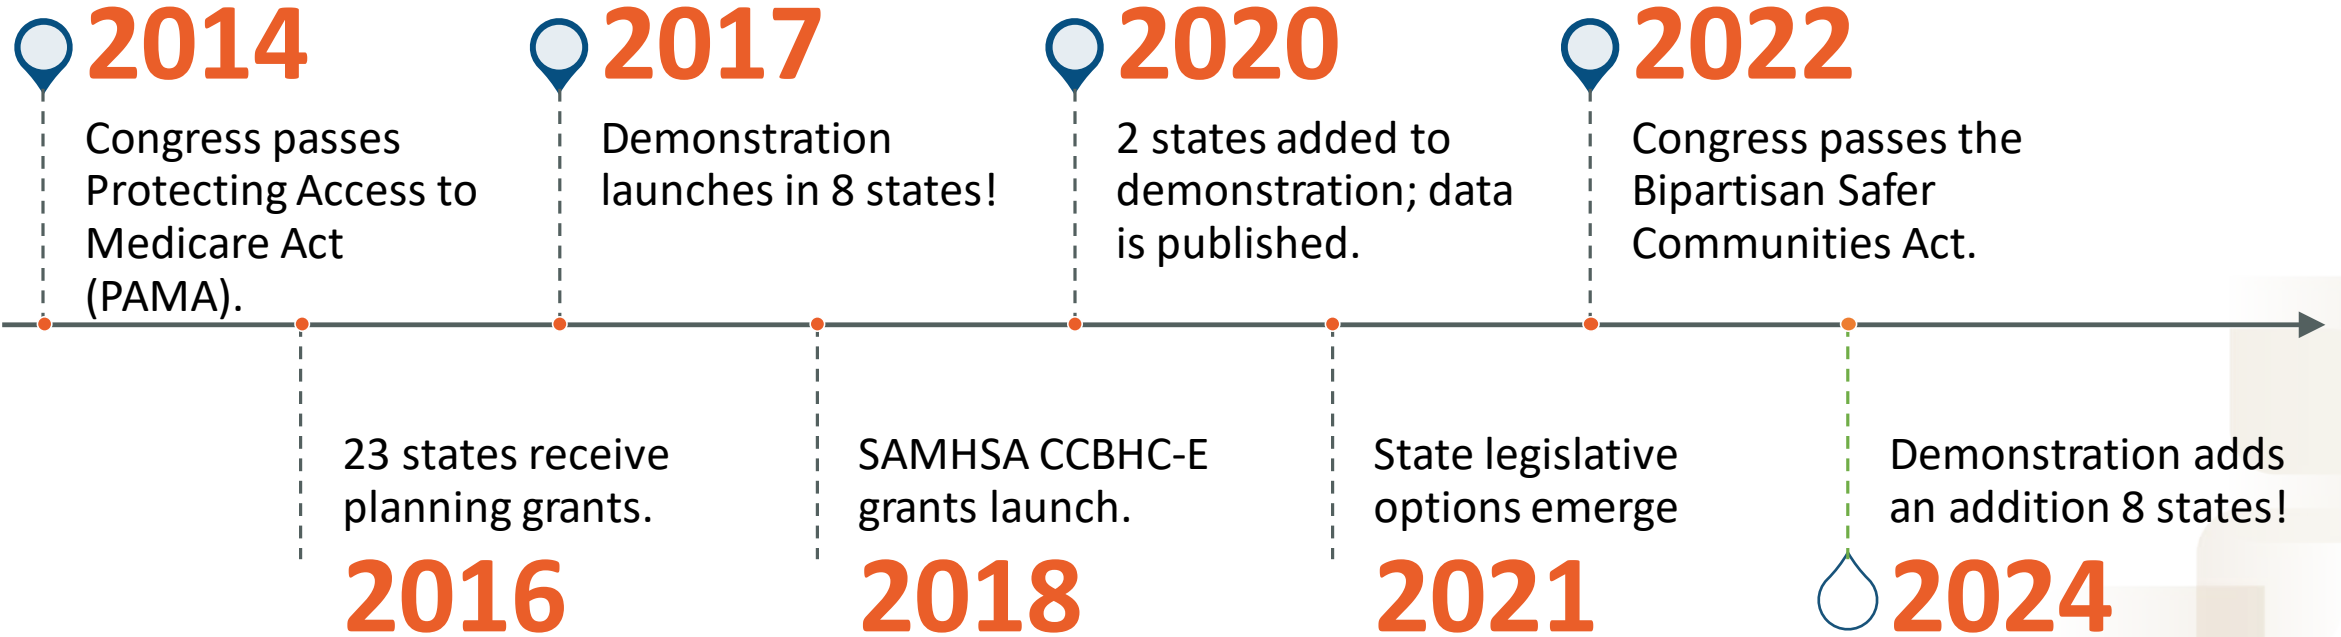 2014
Congress passes
Protecting Access to
Medicare Act
(PAMA).
23 states receive
planning grants.
2016
2017
Demonstration
launches in 8 states!
SAMHSA CCBHC-E
grants launch.
2018
2020
2 states added to
demonstration; data
is published.
State legislative
options emerge
2021
2022
Congress passes the
Bipartisan Safer
Communities Act.
Demonstration adds
an addition 8 states!
2024